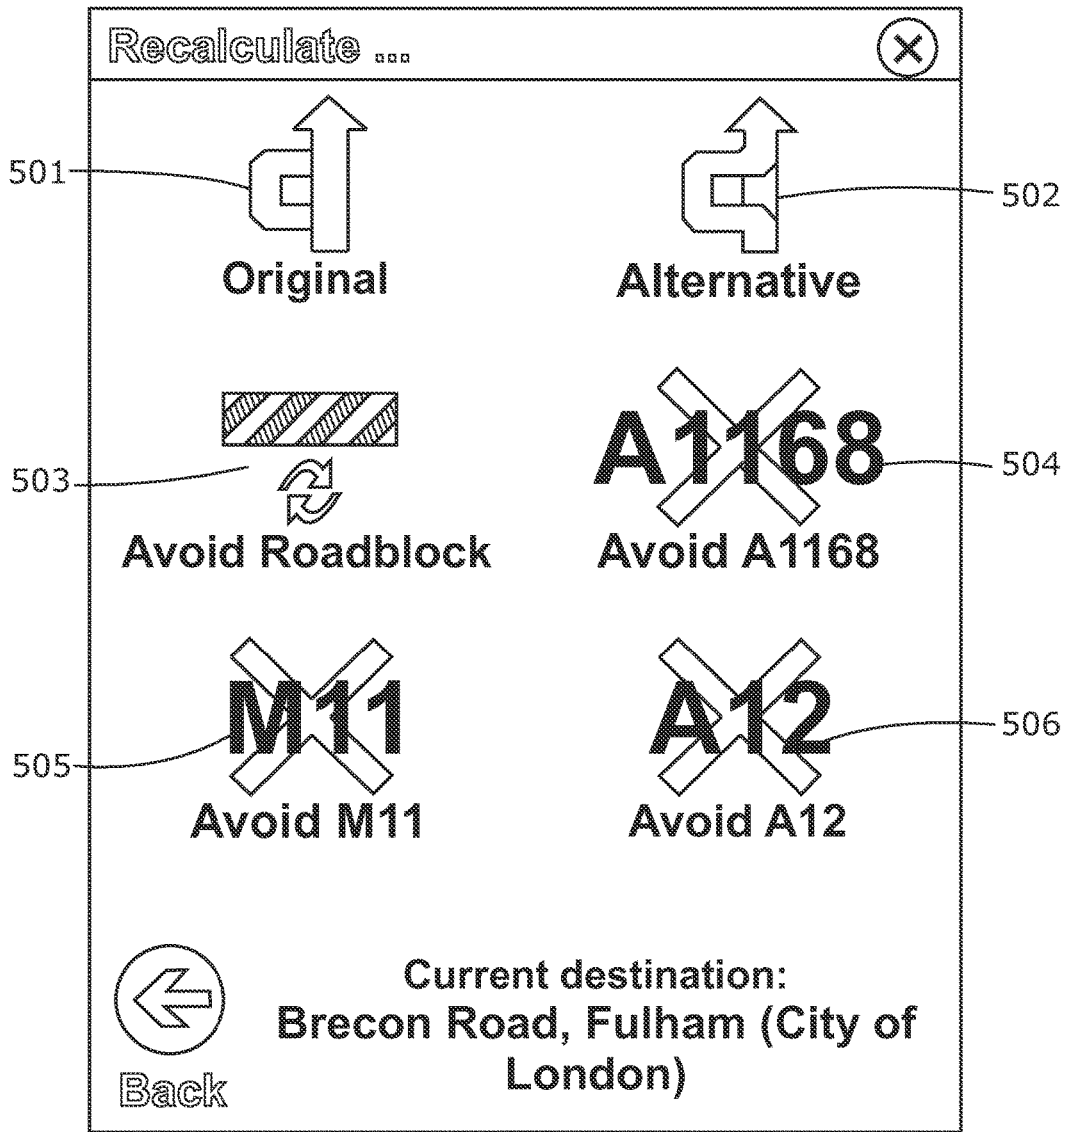 Recalculate ...
501
502
Original
Alternative
A1168
503
504
Avoid Roadblock
Avoid A1168
M11
A12
505
506
Avoid M11
Avoid A12
Current destination:
Brecon Road, Fulham (City of
London)
Back